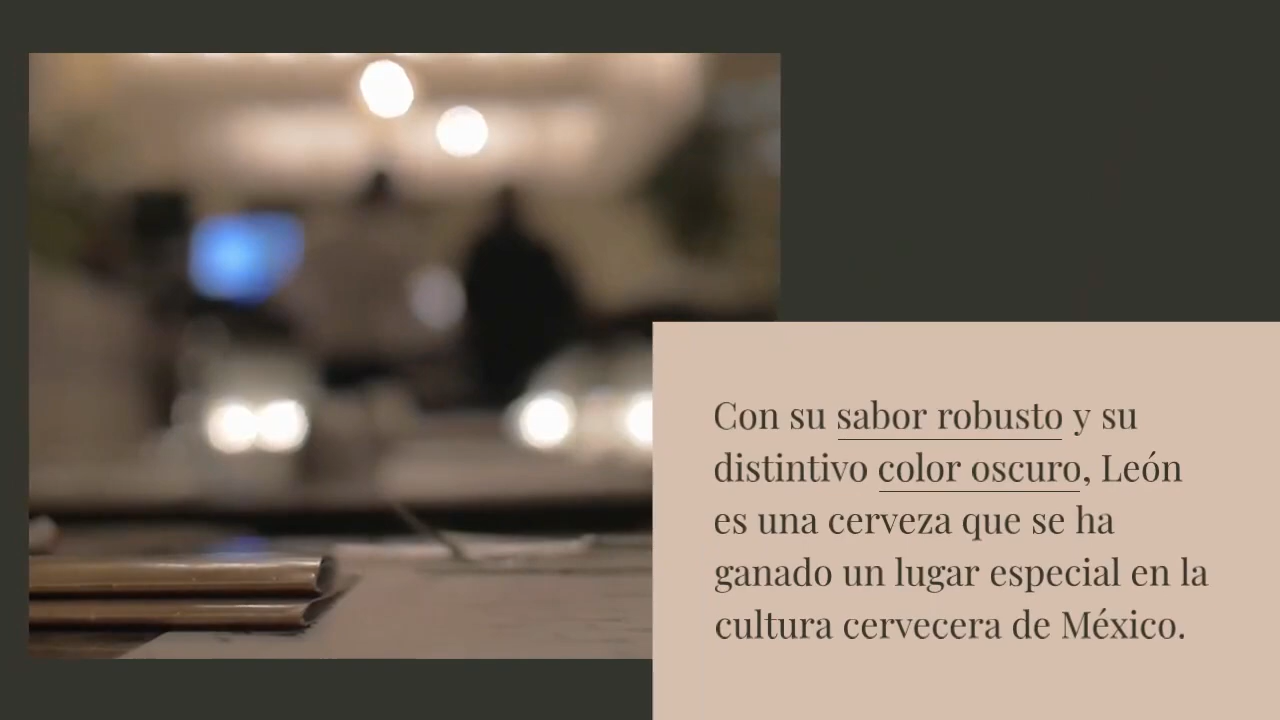 Con su sabor robusto y su
distintivo color oscuro, León
es una cerveza que se ha
ganado un lugar especial en la
cultura cervecera de México.